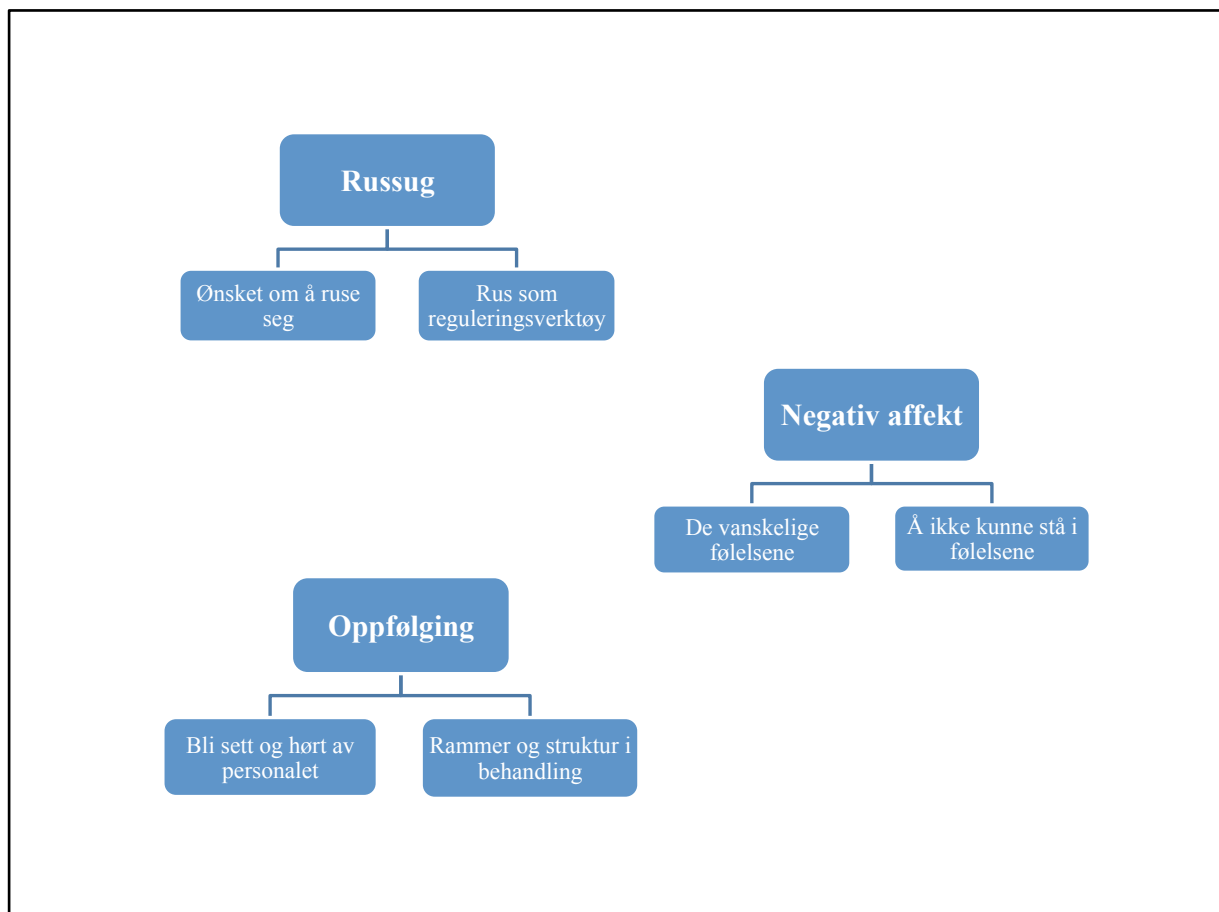 Russug
Ønsket om å ruse
seg
Rus som
reguleringsverktøy
Negativ affekt
De vanskelige
følelsene
Å ikke kunne stå i
følelsene
Oppfølging
Bli sett og hørt av
personalet
Rammer og struktur i
behandling